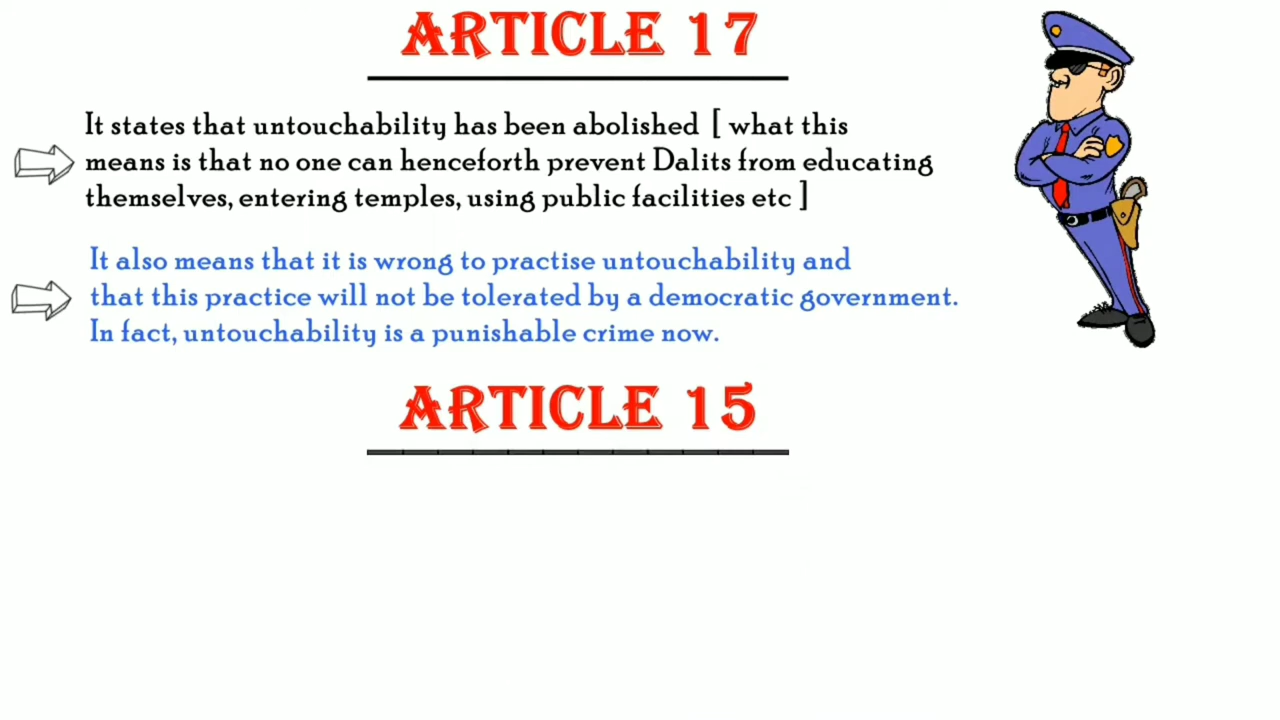 ARTICLE 17
It states that untouchability has been abolished [ what this
means is that no one can henceforth prevent Dalits from educating
themselves, entering temples, using public facilities etc ]
It also means that it is wrong to practise untouchability and
that this practice will not be tolerated by a democratic government.
In fact, untouchability is a punishable crime now.
ARTICLE 15